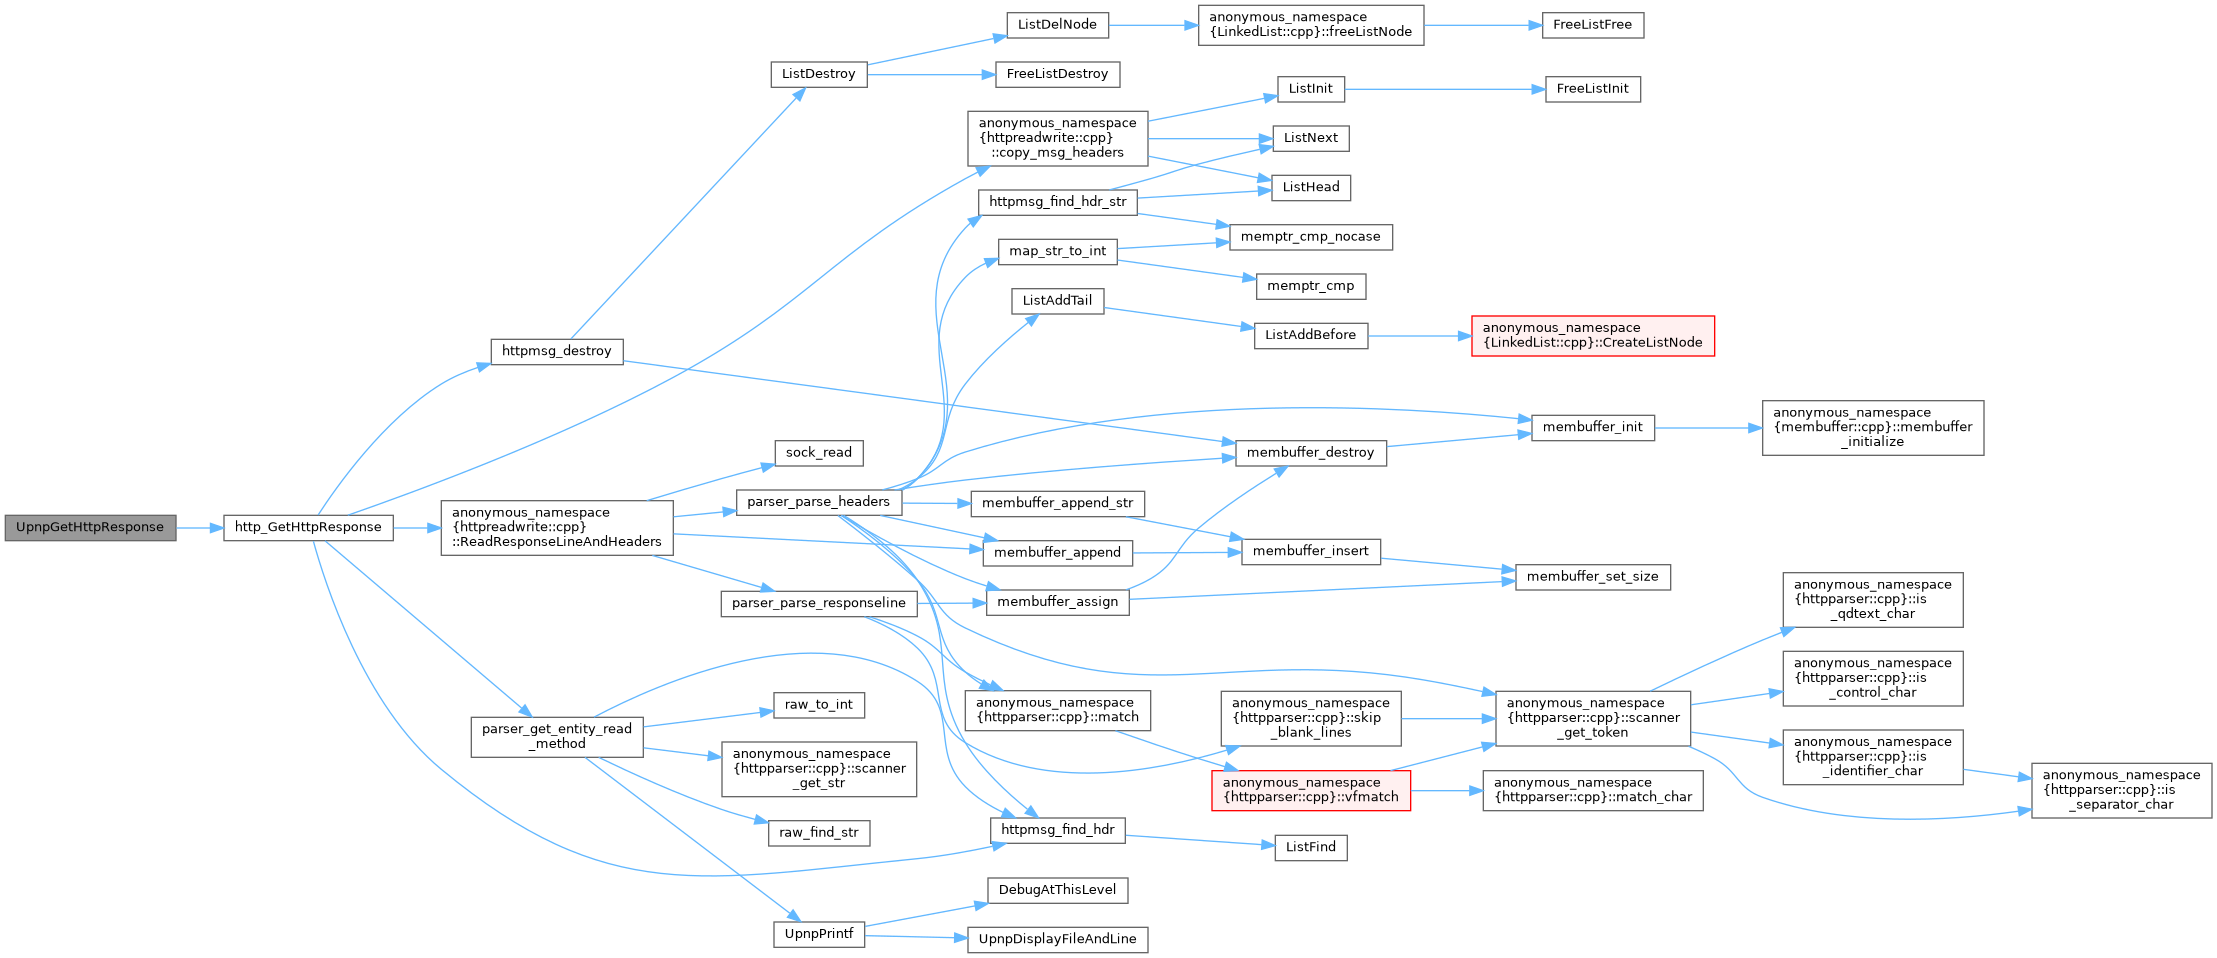 UpnpGetHttpResponse
http_GetHttpResponse
httpmsg_destroy
anonymous_namespace
{httpreadwrite::cpp}
::ReadResponseLineAndHeaders
parser_get_entity_read
_method
ListDestroy
sock_read
parser_parse_headers
parser_parse_responseline
raw_to_int
anonymous_namespace
{httpparser::cpp}::scanner
_get_str
raw_find_str
UpnpPrintf
ListDelNode
FreeListDestroy
anonymous_namespace
{httpreadwrite::cpp}
::copy_msg_headers
httpmsg_find_hdr_str
map_str_to_int
ListAddTail
membuffer_append_str
membuffer_append
membuffer_assign
anonymous_namespace
{httpparser::cpp}::match
httpmsg_find_hdr
DebugAtThisLevel
UpnpDisplayFileAndLine
anonymous_namespace
{LinkedList::cpp}::freeListNode
ListInit
ListNext
ListHead
memptr_cmp_nocase
memptr_cmp
ListAddBefore
membuffer_destroy
membuffer_insert
anonymous_namespace
{httpparser::cpp}::skip
_blank_lines
anonymous_namespace
{httpparser::cpp}::vfmatch
ListFind
FreeListFree
FreeListInit
anonymous_namespace
{LinkedList::cpp}::CreateListNode
membuffer_init
membuffer_set_size
anonymous_namespace
{httpparser::cpp}::scanner
_get_token
anonymous_namespace
{httpparser::cpp}::match_char
anonymous_namespace
{membuffer::cpp}::membuffer
_initialize
anonymous_namespace
{httpparser::cpp}::is
_qdtext_char
anonymous_namespace
{httpparser::cpp}::is
_control_char
anonymous_namespace
{httpparser::cpp}::is
_identifier_char
anonymous_namespace
{httpparser::cpp}::is
_separator_char